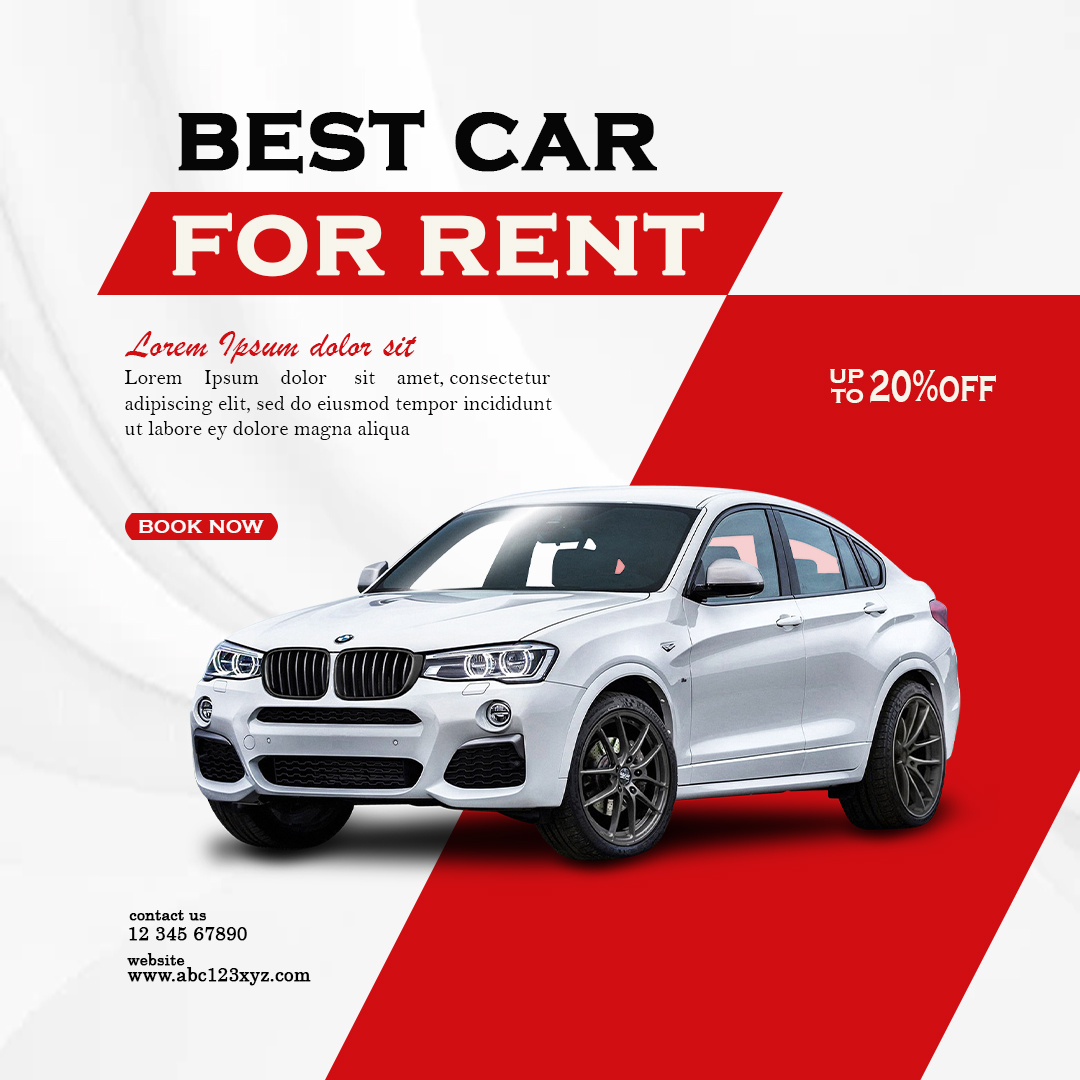 BEST CAR
FOR RENT
Lorem Ipsum dolor sit
Lorem Ipsum dolor sit amet, consectetur
adipiscing elit, sed do eiusmod tempor incididunt
ut labore ey dolore magna aliqua
UP TO 20%OFF
BOOK NOW
contact us
12 345 67890
website
www.abc123xyz.com